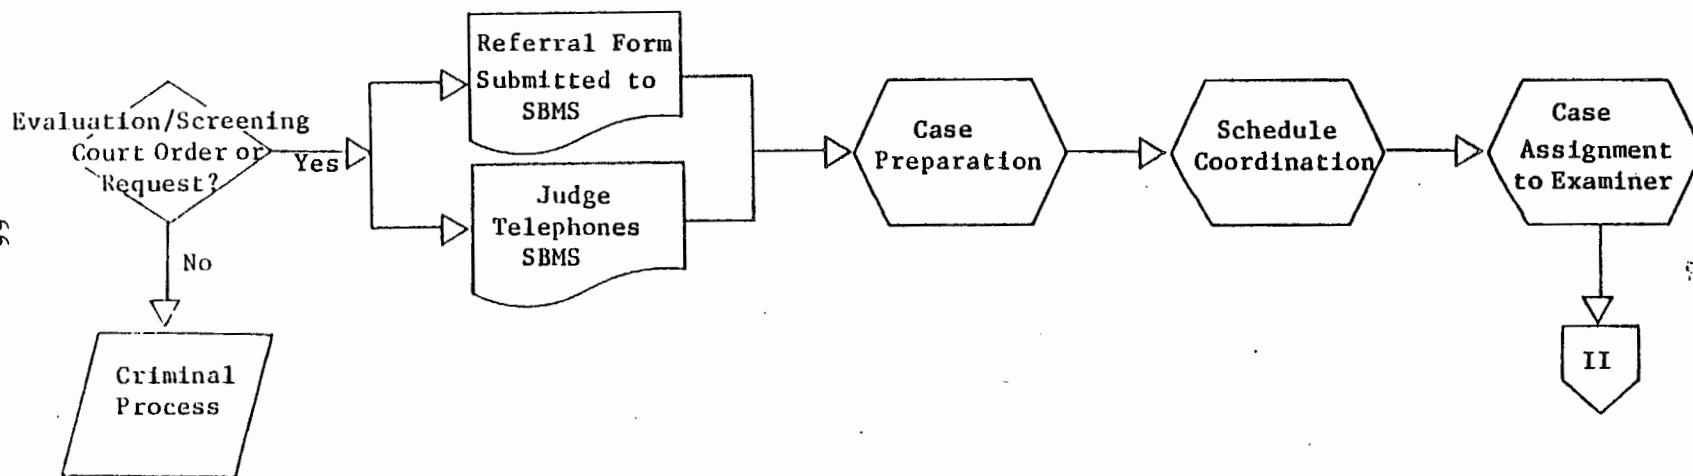 Evaluation/Screening
Court Order or
Request?
Yes
No
Criminal
Process
Referral Form
Submitted to
SBMS
Judge
Telephones
SBMS
Case
Preparation
Schedule
Coordination
Case
Assignment
to Examiner
II